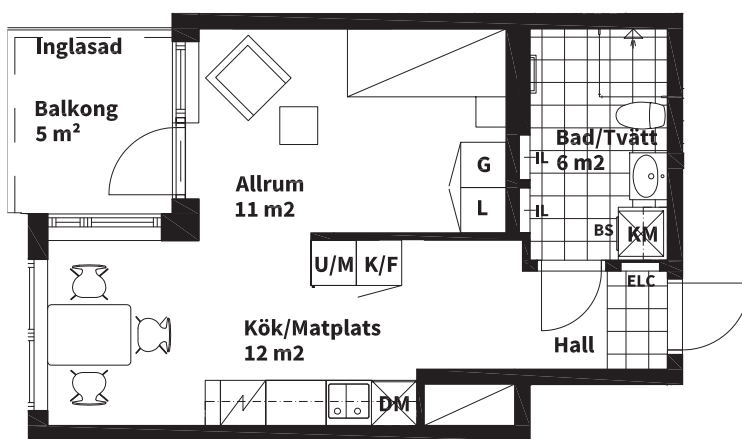 Inglasad
Balkong
5 m²
Allrum
11 m2
G
L
IL
IL
Bad/Tvätt
6 m2
BS
KM
ELC
U/M
K/F
Kök/Matplats
12 m2
Hall
DM